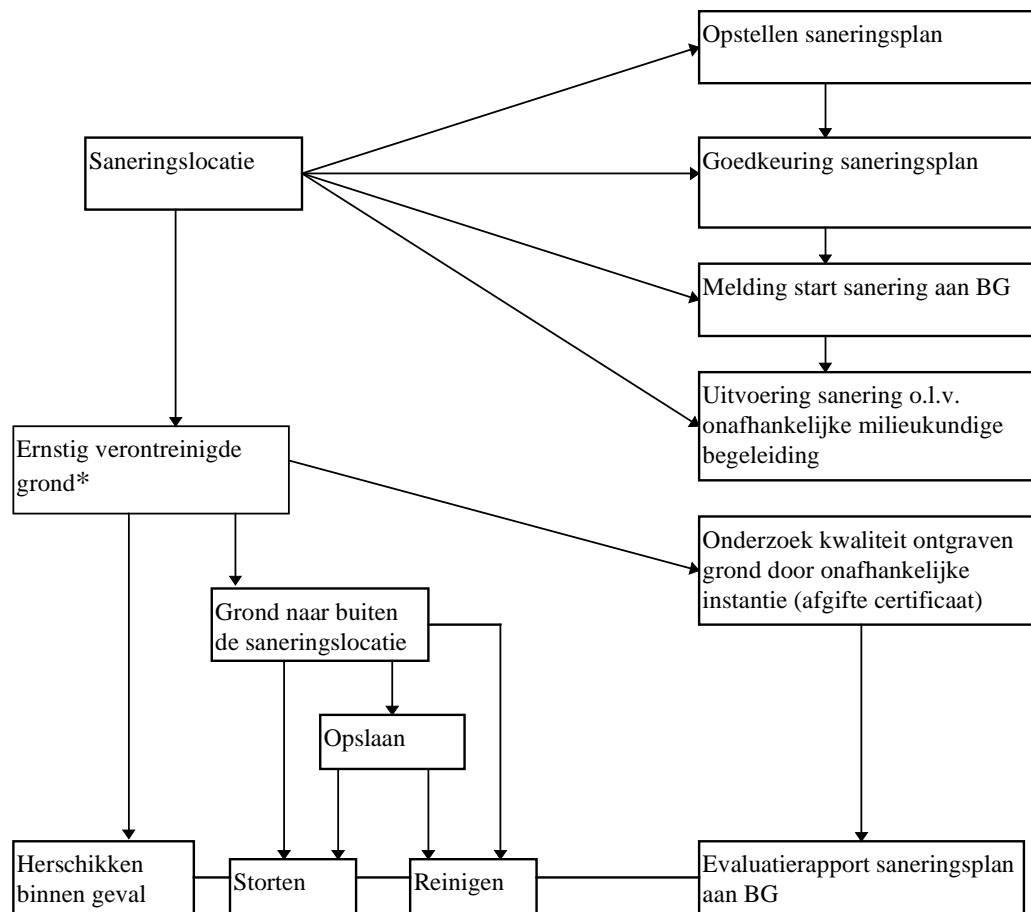 Opstellen saneringsplan
Saneringslocatie
Goedkeuring saneringsplan
Melding start sanering aan BG
Uitvoering sanering o.l.v.
onafhankelijke milieukundige
begeleiding
Ernstig verontreinigde
grond*
Onderzoek kwaliteit ontgraven
grond door onafhankelijke
instantie (afgifte certificaat)
Grond naar buiten
de saneringslocatie
Opslaan
Herschikken
binnen geval
Storten
Reinigen
Evaluatierapport saneringsplan
aan BG